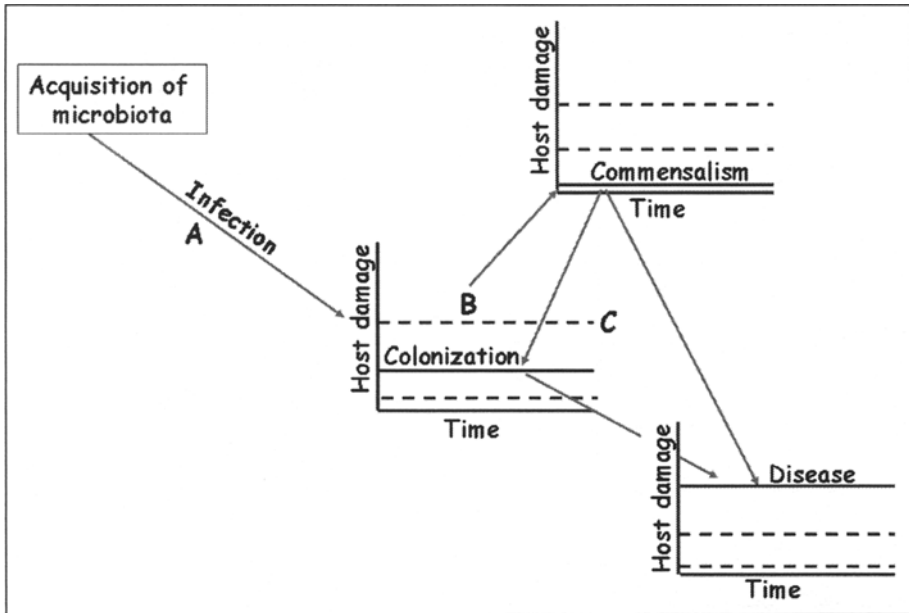 Acquisition of
microbiota
Infection
A
Host damage
Commensalism
Time
B
C
Host damage
Colonization
Time
Host damage
Disease
Time